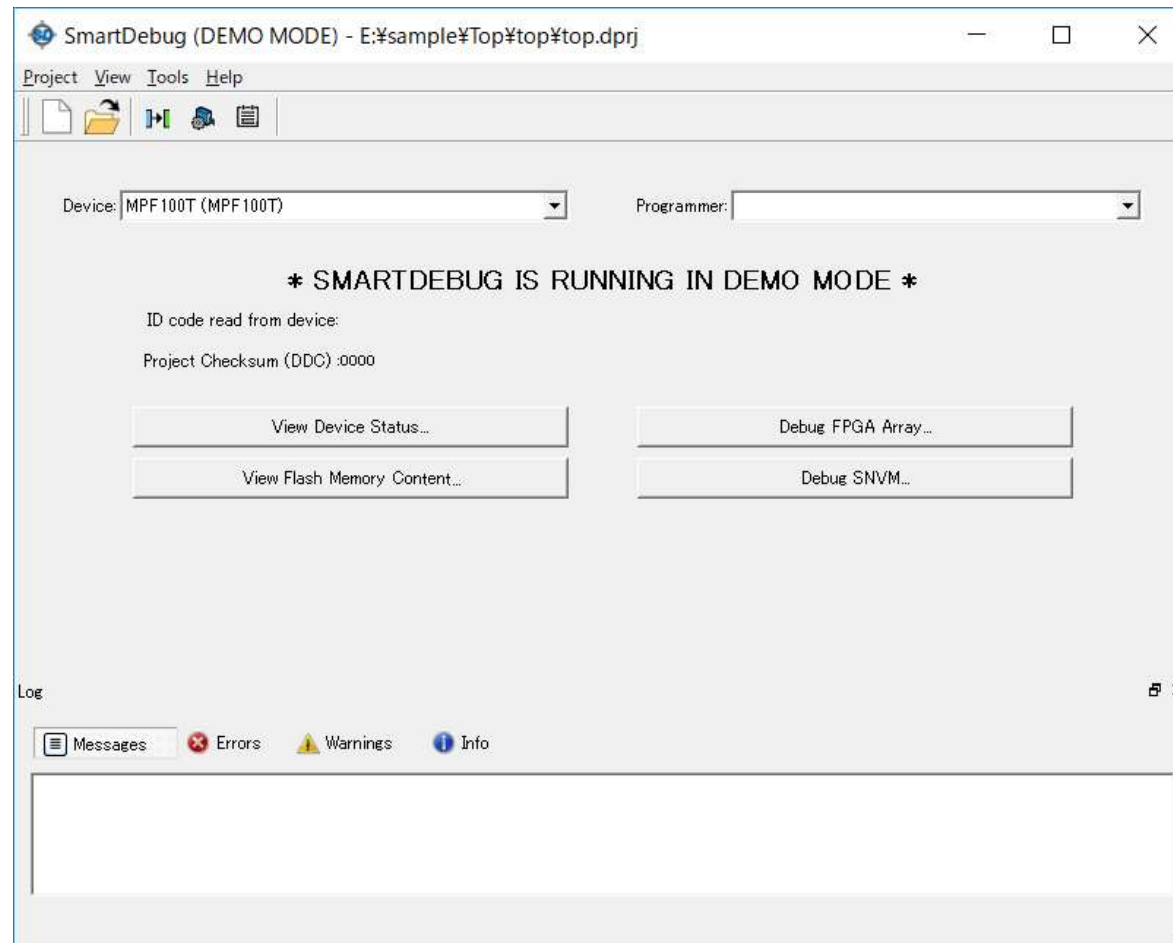 SmartDebug (DEMO MODE) - E:¥sample¥Top¥top¥top.dprj
Project View Tools Help
Device: MPF100T (MPF100T) Programmer:
* SMARTDEBUG IS RUNNING IN DEMO MODE *
ID code read from device:
Project Checksum (DDC) :0000
View Device Status... Debug FPGA Array...
View Flash Memory Content... Debug SNVM...
Log
Messages Errors Warnings Info